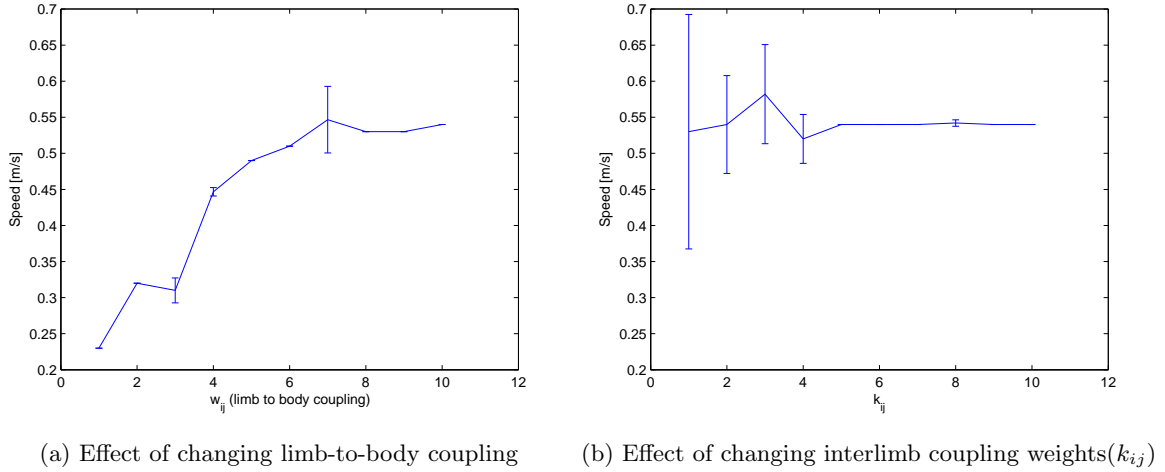 0.7
0.65
0.6
0.55
0.5
0.45
0.4
0.35
0.3
0.25
0.2
Speed [m/s]
0 2 4 6 8 10 12
w_ij (limb to body coupling)
(a) Effect of changing limb-to-body coupling
0.7
0.65
0.6
0.55
0.5
0.45
0.4
0.35
0.3
0.25
0.2
Speed [m/s]
0 2 4 6 8 10 12
k_ij
(b) Effect of changing interlimb coupling weights(k_ij)